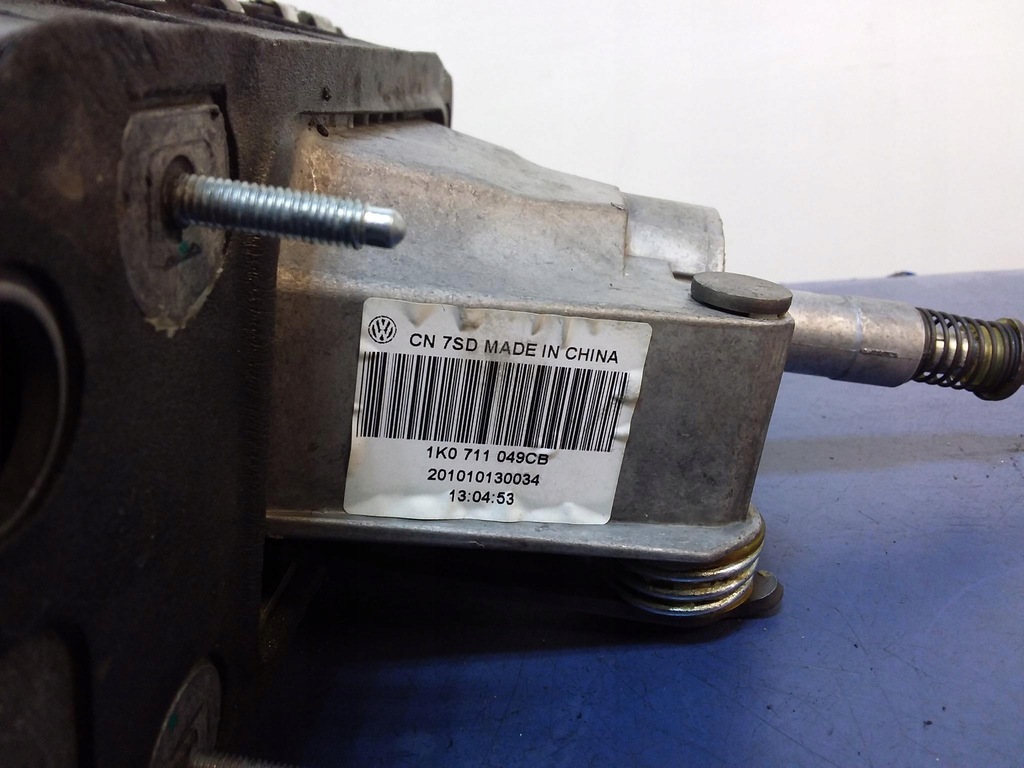 CN 7SD MADE IN CHINA
1K0 711 049CB
201010130034
13:04:53